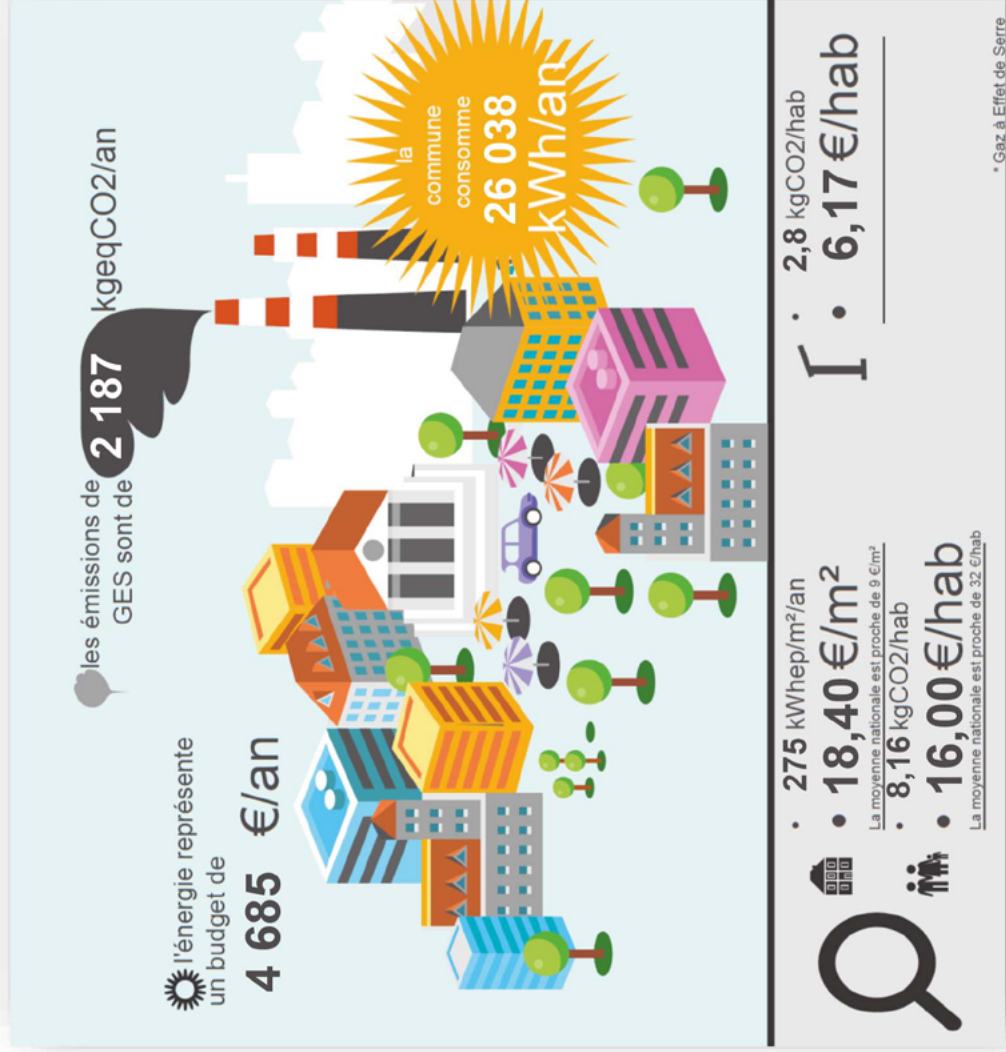 l'énergie représente
un budget de
4 685 €/an
les émissions de
GES sont de 2 187 kgeqCO2/an
la
commune
consomme
26 038
kWh/an
• 275 kWhep/m²/an
• 18,40 €/m²
La moyenne nationale est proche de 9 €/m²
• 8,16 kgCO2/hab
• 16,00 €/hab
La moyenne nationale est proche de 32 €/hab
• 2,8 kgCO2/hab
• 6,17 €/hab
* Gaz à Effet de Serre